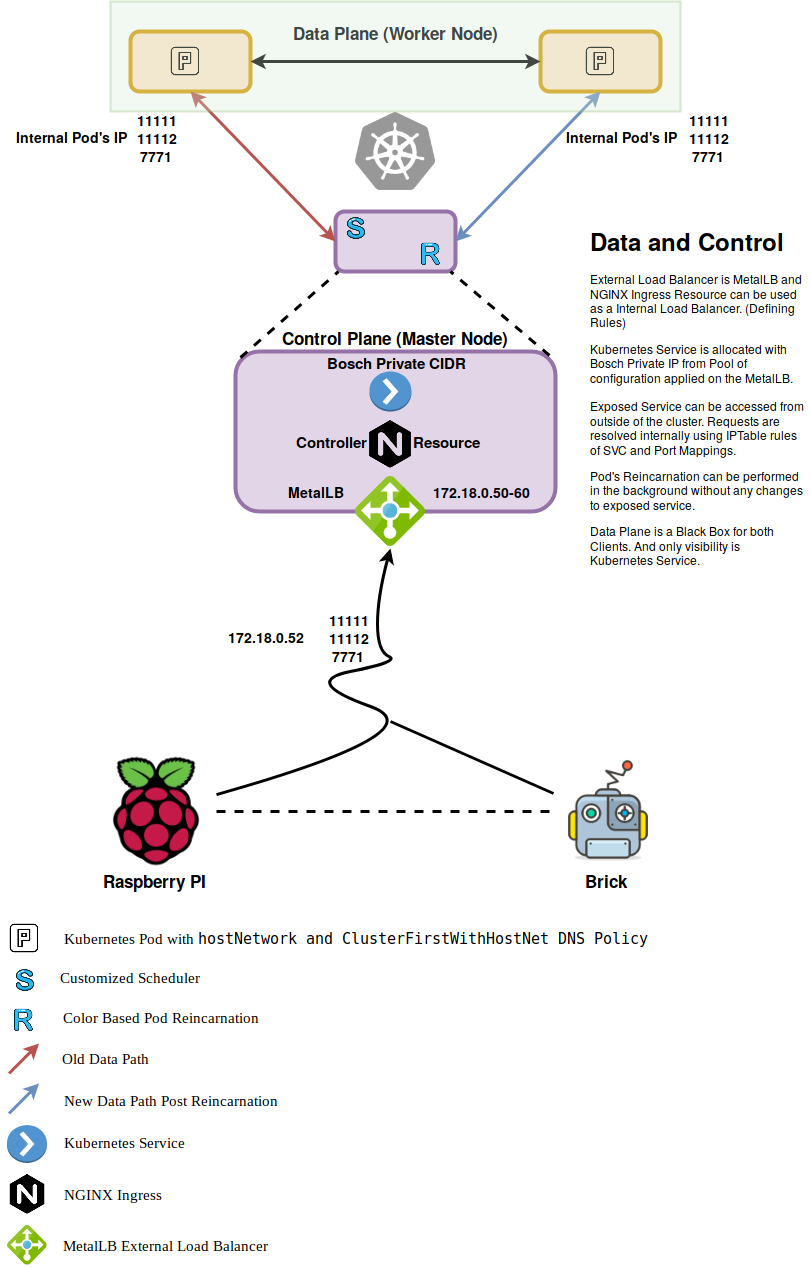 Data Plane (Worker Node)
P
P
Internal Pod's IP
11111
11112
7771
Internal Pod's IP
11111
11112
7771
S
R
Data and Control
External Load Balancer is MetalLB and
NGINX Ingress Resource can be used
as a Internal Load Balancer. (Defining
Rules)
Kubernetes Service is allocated with
Bosch Private IP from Pool of
configuration applied on the MetalLB.
Exposed Service can be accessed from
outside of the cluster. Requests are
resolved internally using IPTable rules
of SVC and Port Mappings.
Pod's Reincarnation can be performed
in the background without any changes
to exposed service.
Data Plane is a Black Box for both
Clients. And only visibility is
Kubernetes Service.
Control Plane (Master Node)
Bosch Private CIDR
Controller N Resource
MetalLB 172.18.0.50-60
172.18.0.52
11111
11112
7771
Raspberry PI
Brick
P Kubernetes Pod with hostNetwork and ClusterFirstWithHostNet DNS Policy
S Customized Scheduler
R Color Based Pod Reincarnation
Old Data Path
New Data Path Post Reincarnation
Kubernetes Service
N NGINX Ingress
MetalLB External Load Balancer